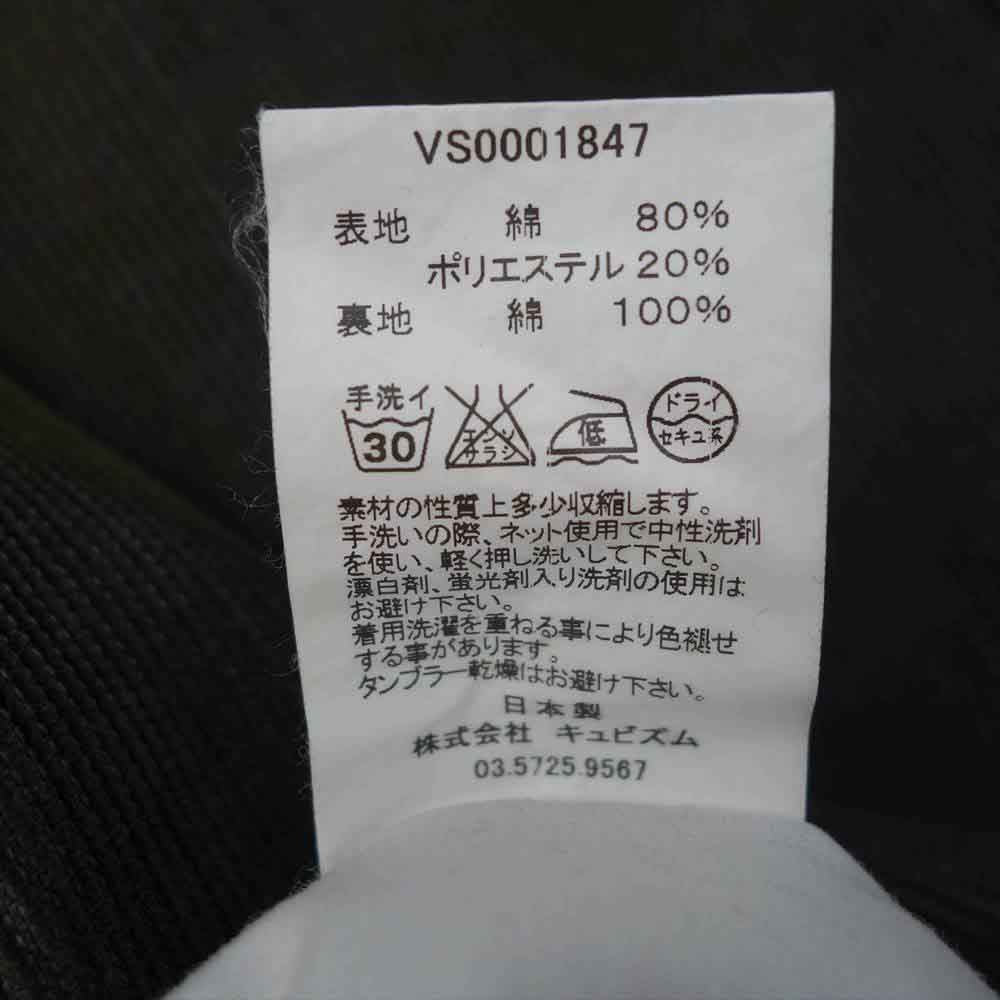 VS0001847
表地 綿 80%
ポリエステル 20%
裏地 綿 100%
手洗イ
30
エンソ
サラシ
低
ドライ
セキユ系
素材の性質上多少収縮します。
手洗いの際、ネット使用で中性洗剤
を使い、軽く押し洗いして下さい。
漂白剤、蛍光剤入り洗剤の使用は
お避け下さい。
着用洗濯を重ねる事により色褪せ
する事があります。
タンブラー乾燥はお避け下さい。
日本製
株式会社 キュビズム
03.5725.9567